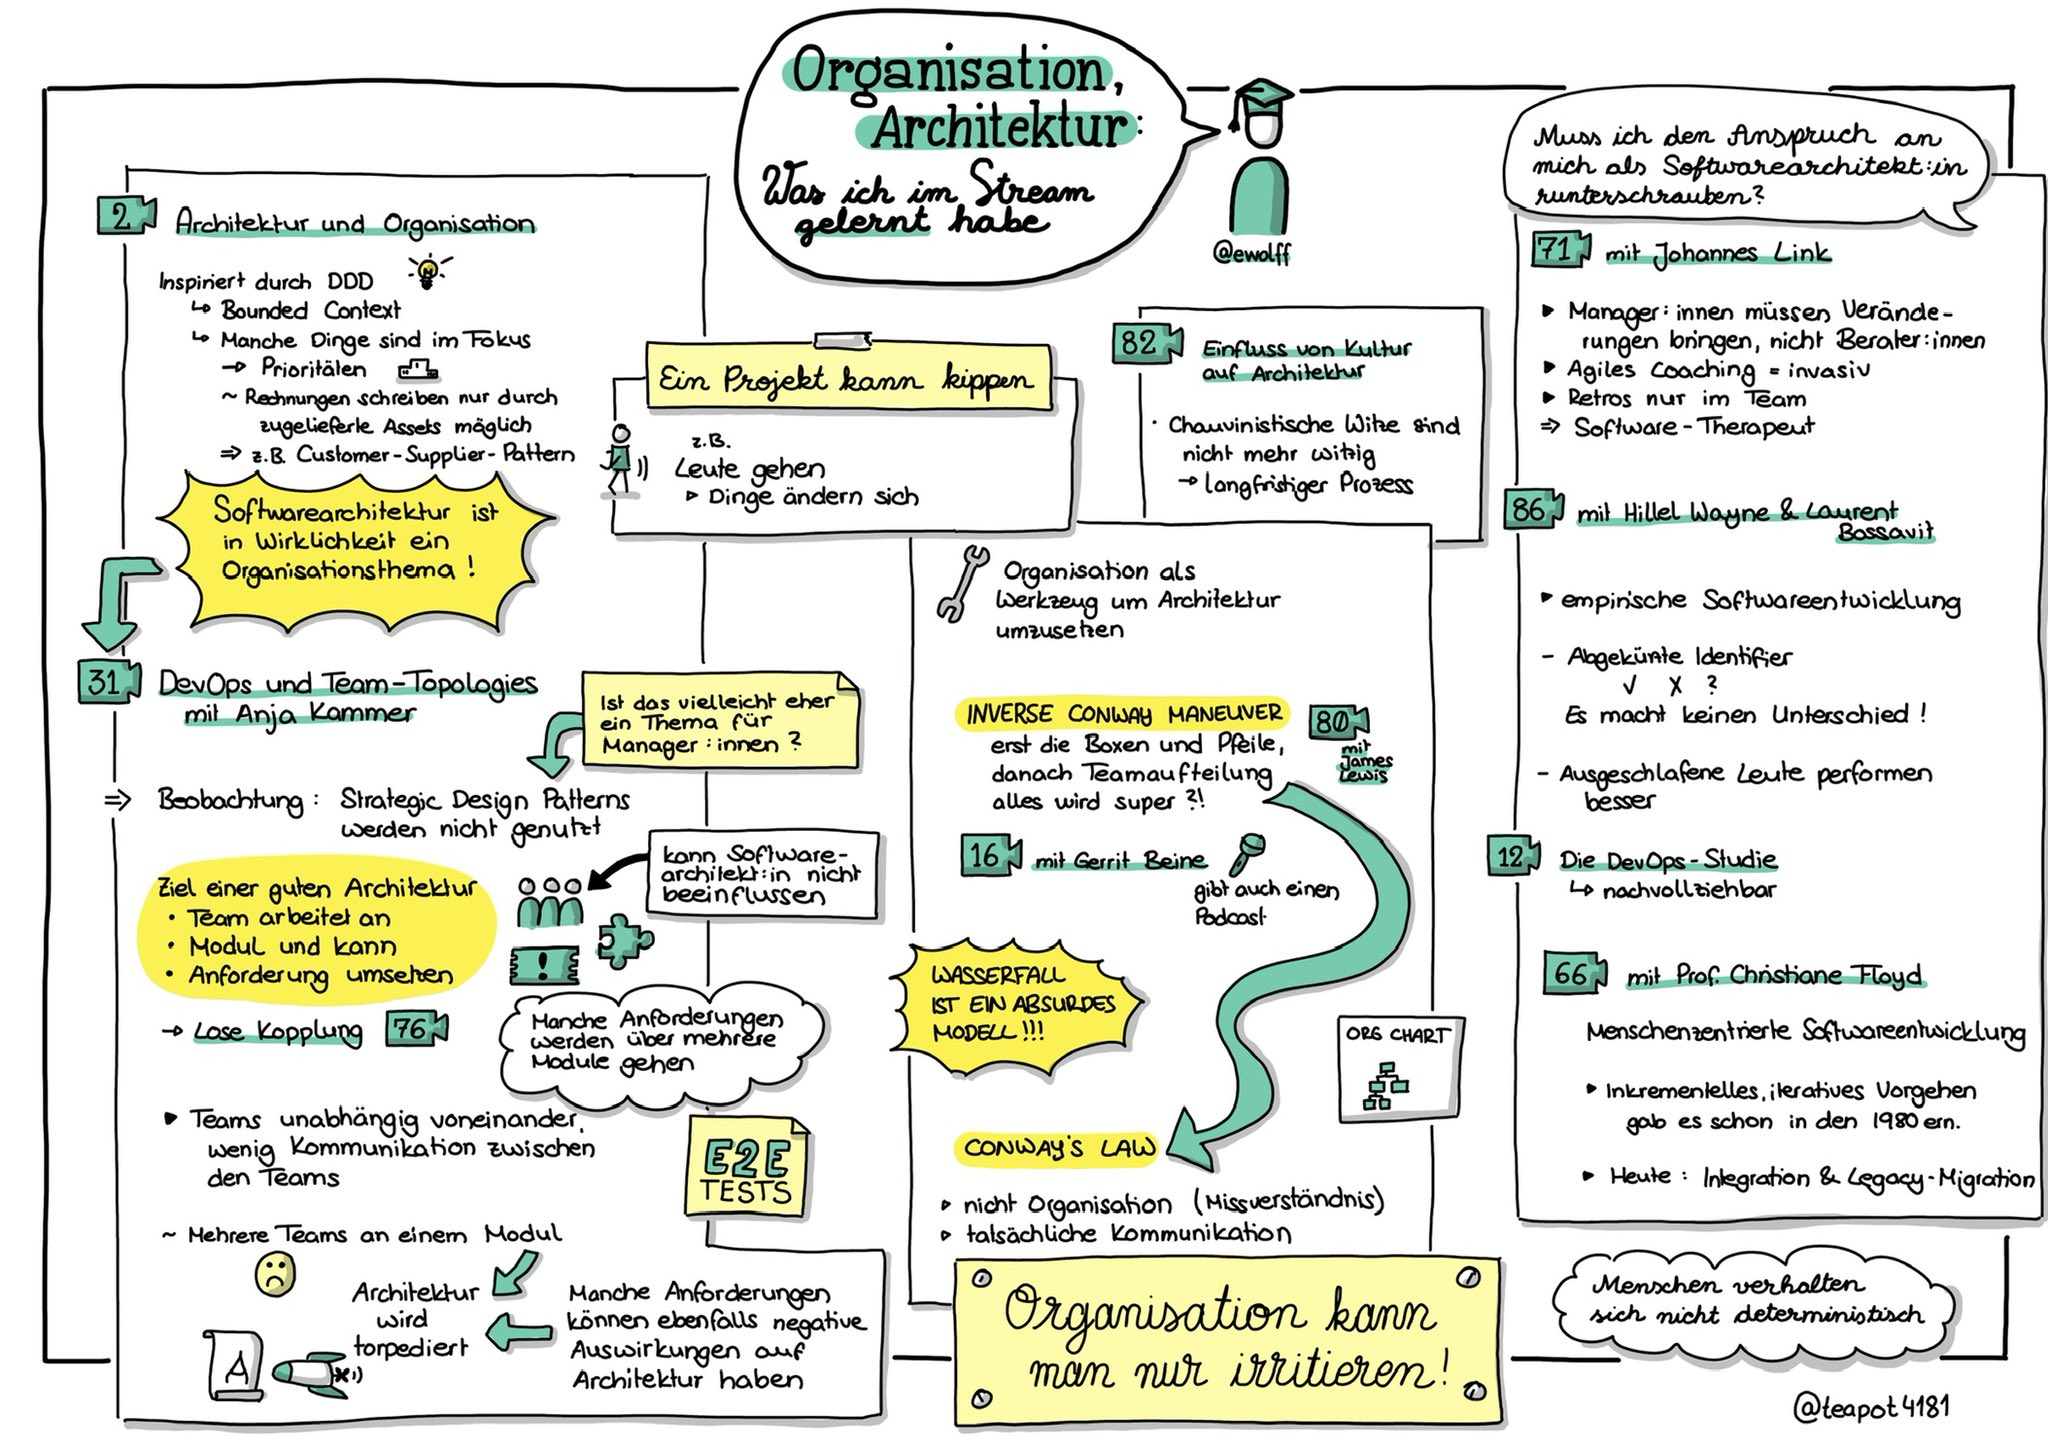 Organisation,
Architektur:
Was ich im Stream
gelernt habe
@ewolff
2
Architektur und Organisation
Inspiriert durch DDD
↳ Bounded Context
↳ Manche Dinge sind im Fokus
→ Prioritäten
~ Rechnungen schreiben nur durch
zugelieferte Assets möglich
⇒ z.B. Customer-Supplier-Pattern
Softwarearchitektur ist
in Wirklichkeit ein
Organisationsthema!
31
DevOps und Team-Topologies
mit Anja Kammer
Ist das vielleicht eher
ein Thema für
Manager:innen?
⇒ Beobachtung: Strategic Design Patterns
werden nicht genutzt
kann Software-
architekt:in nicht
beeinflussen
Ziel einer guten Architektur
• Team arbeitet an
• Modul und kann
• Anforderung umsetzen
!
→ Lose Kopplung
76
Manche Anforderungen
werden über mehrere
Module gehen
▸ Teams unabhängig voneinander,
wenig Kommunikation zwischen
den Teams
E2E
TESTS
~ Mehrere Teams an einem Modul
Architektur
wird
torpediert
A
Manche Anforderungen
können ebenfalls negative
Auswirkungen auf
Architektur haben
Ein Projekt kann kippen
z.B.
Leute gehen
▹ Dinge ändern sich
82
Einfluss von Kultur
auf Architektur
· Chauvinistische Witze sind
nicht mehr witzig
→ langfristiger Prozess
Organisation als
Werkzeug um Architektur
umzusetzen
INVERSE CONWAY MANEUVER
80
mit
James
Lewis
erst die Boxen und Pfeile,
danach Teamaufteilung
alles wird super ?!
16
mit Gerrit Beine
gibt auch einen
Podcast
WASSERFALL
IST EIN ABSURDES
MODELL!!!
ORG CHART
CONWAY'S LAW
▹ nicht Organisation (Missverständnis)
▹ tatsächliche Kommunikation
Organisation kann
man nur irritieren!
Muss ich den Anspruch an
mich als Softwarearchitekt:in
runterschrauben?
71
mit Johannes Link
▸ Manager:innen müssen Verände-
rungen bringen, nicht Berater:innen
▸ Agiles Coaching = invasiv
▸ Retros nur im Team
⇒ Software-Therapeut
86
mit Hillel Wayne & Laurent
Bossavit
▸ empirische Softwareentwicklung
- Abgekürzte Identifier
✓ X ?
Es macht keinen Unterschied!
- Ausgeschlafene Leute performen
besser
12
Die DevOps-Studie
↳ nachvollziehbar
66
mit Prof. Christiane Floyd
Menschenzentrierte Softwareentwicklung
▸ Inkrementelles, iteratives Vorgehen
gab es schon in den 1980ern.
▸ Heute: Integration & Legacy-Migration
Menschen verhalten
sich nicht deterministisch
@teapot4181